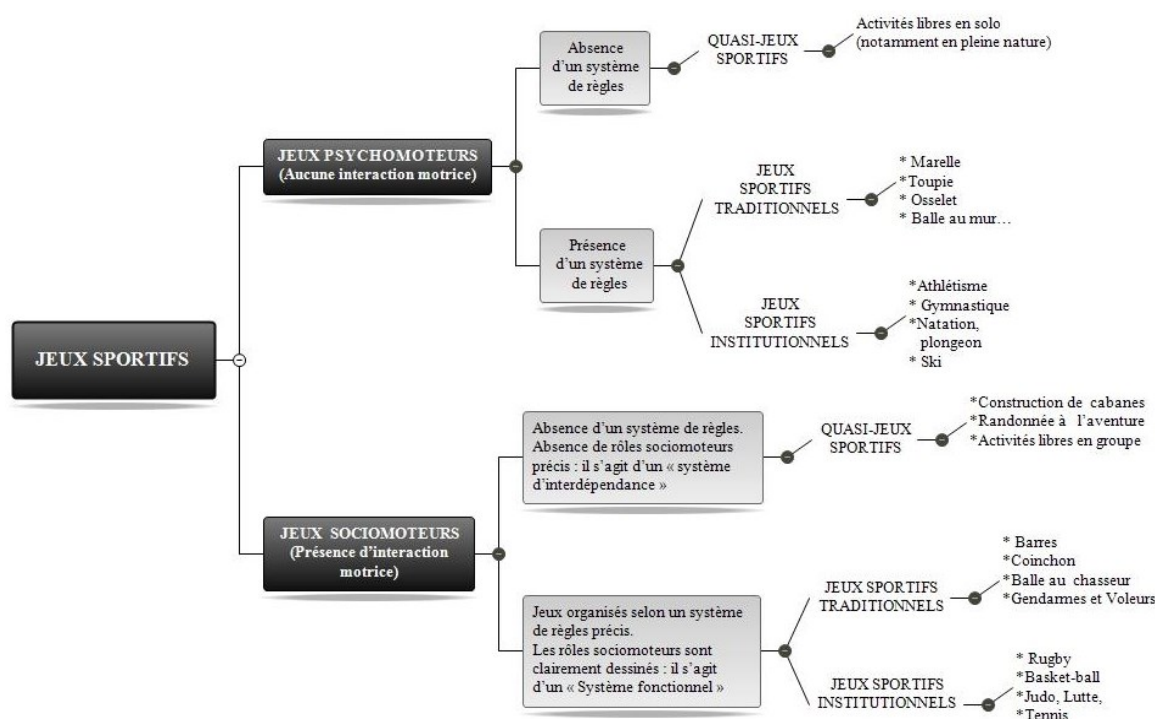 JEUX SPORTIFS
JEUX PSYCHOMOTEURS
(Aucune interaction motrice)
Absence
d'un système
de règles
QUASI-JEUX
SPORTIFS
Activités libres en solo
(notamment en pleine nature)
Présence
d'un système
de règles
JEUX
SPORTIFS
TRADITIONNELS
* Marelle
*Toupie
* Osselet
* Balle au mur…
JEUX
SPORTIFS
INSTITUTIONNELS
*Athlétisme
* Gymnastique
*Natation,
plongeon
* Ski
JEUX SOCIOMOTEURS
(Présence d'interaction
motrice)
Absence d'un système de règles.
Absence de rôles sociomoteurs
précis : il s'agit d'un « système
d'interdépendance »
QUASI-JEUX
SPORTIFS
*Construction de cabanes
*Randonnée à l'aventure
*Activités libres en groupe
Jeux organisés selon un système
de règles précis.
Les rôles sociomoteurs sont
clairement dessinés : il s'agit
d'un « Système fonctionnel »
JEUX SPORTIFS
TRADITIONNELS
* Barres
*Coinchon
*Balle au chasseur
*Gendarmes et Voleurs
JEUX SPORTIFS
INSTITUTIONNELS
* Rugby
*Basket-ball
*Judo, Lutte,
*Tennis